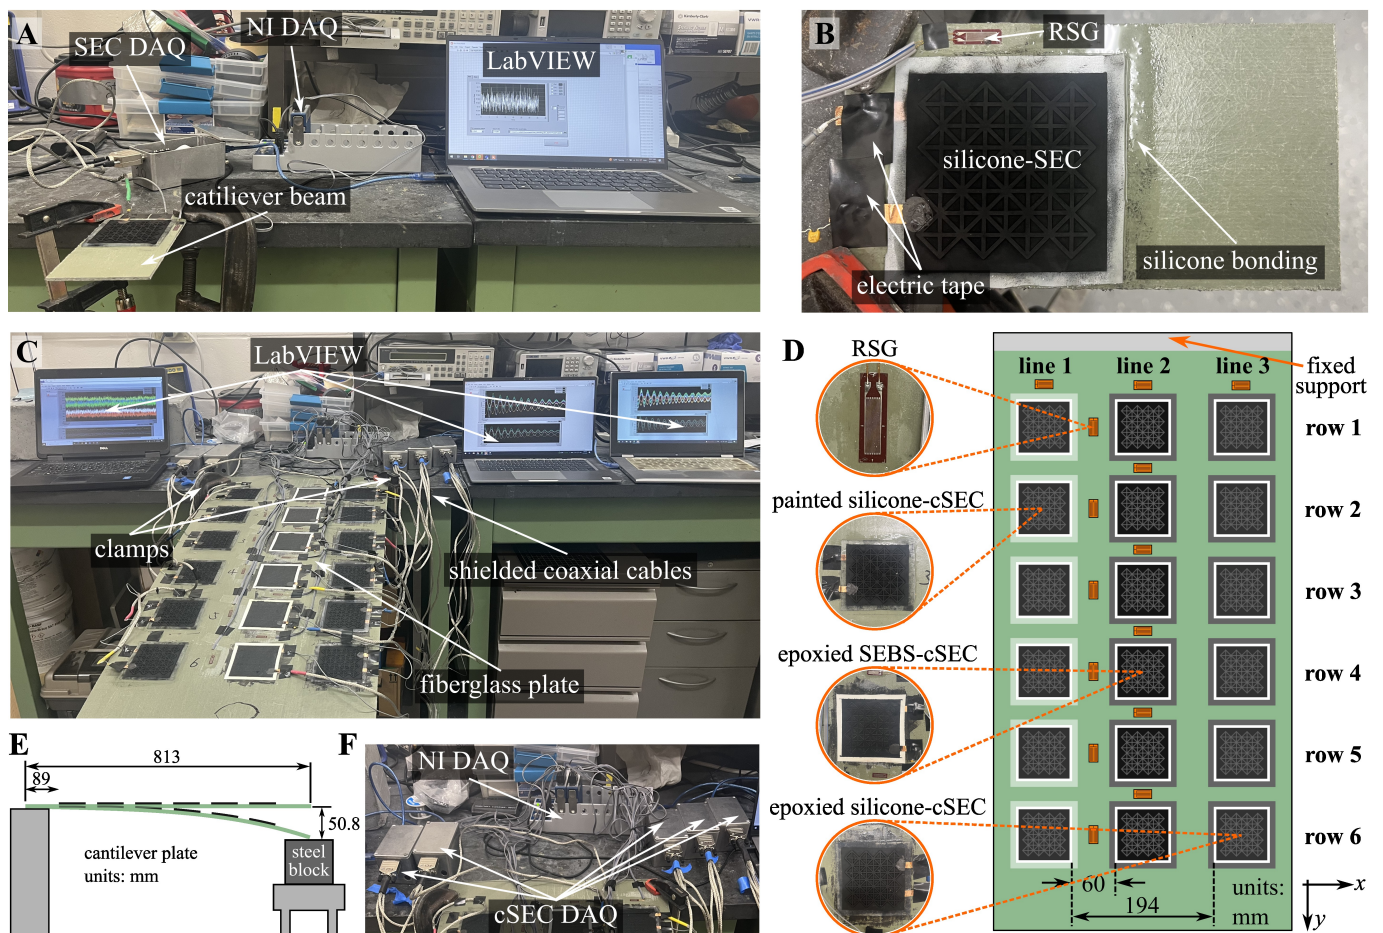 A
SEC DAQ
NI DAQ
LabVIEW
catiliever beam
B
RSG
silicone-SEC
silicone bonding
electric tape
C
LabVIEW
clamps
shielded coaxial cables
fiberglass plate
D
RSG
painted silicone-cSEC
epoxied SEBS-cSEC
epoxied silicone-cSEC
line 1
line 2
line 3
fixed
support
row 1
row 2
row 3
row 4
row 5
row 6
60
194
units:
mm
x
y
E
813
89
50.8
cantilever plate
units: mm
steel
block
F
NI DAQ
cSEC DAQ